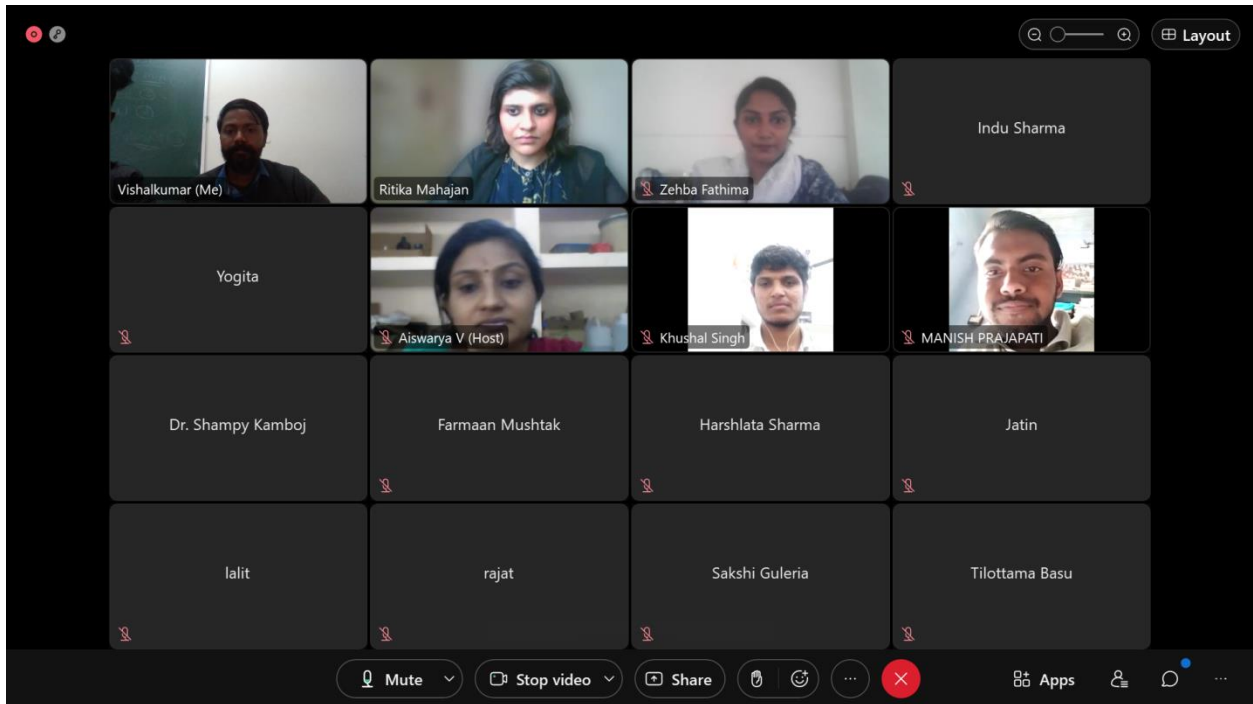 Layout
Vishalkumar (Me)
Ritika Mahajan
Zehba Fathima
Indu Sharma
Yogita
Aiswarya V (Host)
Khushal Singh
MANISH PRAJAPATI
Dr. Shampy Kamboj
Farmaan Mushtak
Harshlata Sharma
Jatin
lalit
rajat
Sakshi Guleria
Tilottama Basu
Mute
Stop video
Share
Apps